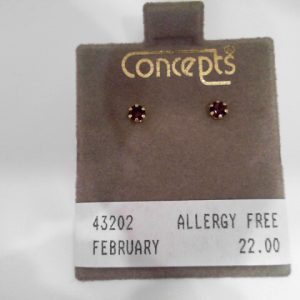 Concepts®
43202 ALLERGY FREE
FEBRUARY 22.00